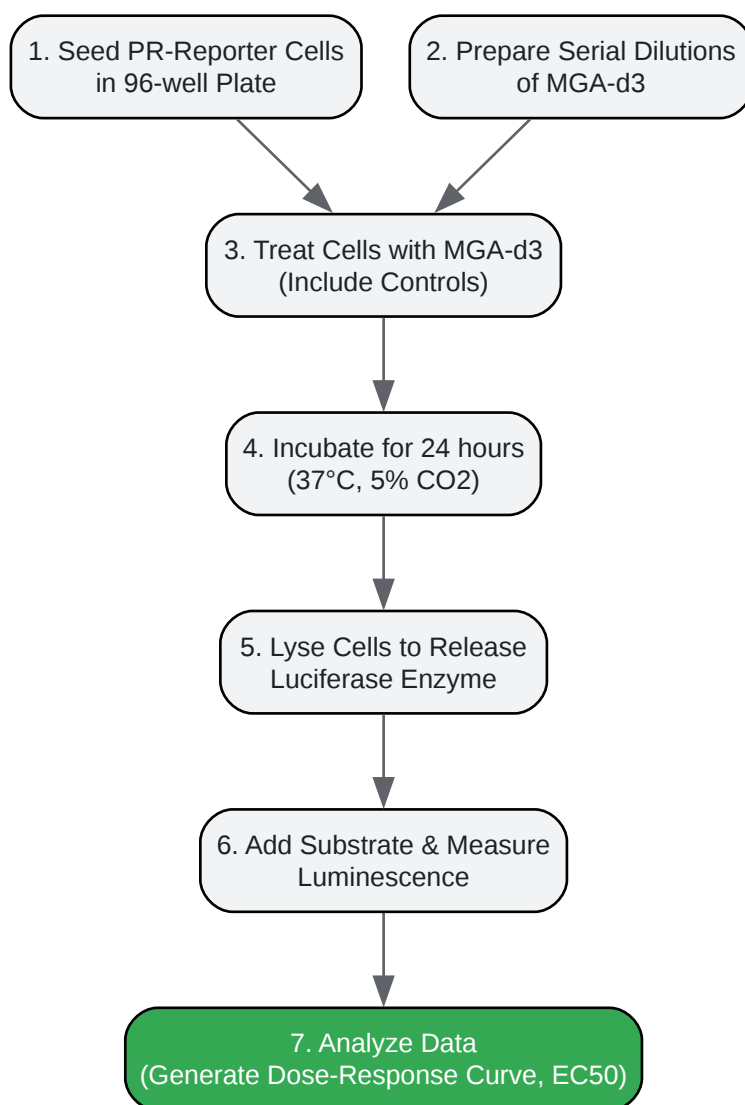 1. Seed PR-Reporter Cells
in 96-well Plate
2. Prepare Serial Dilutions
of MGA-d3
3. Treat Cells with MGA-d3
(Include Controls)
4. Incubate for 24 hours
(37°C, 5% CO2)
5. Lyse Cells to Release
Luciferase Enzyme
6. Add Substrate & Measure
Luminescence
7. Analyze Data
(Generate Dose-Response Curve, EC50)